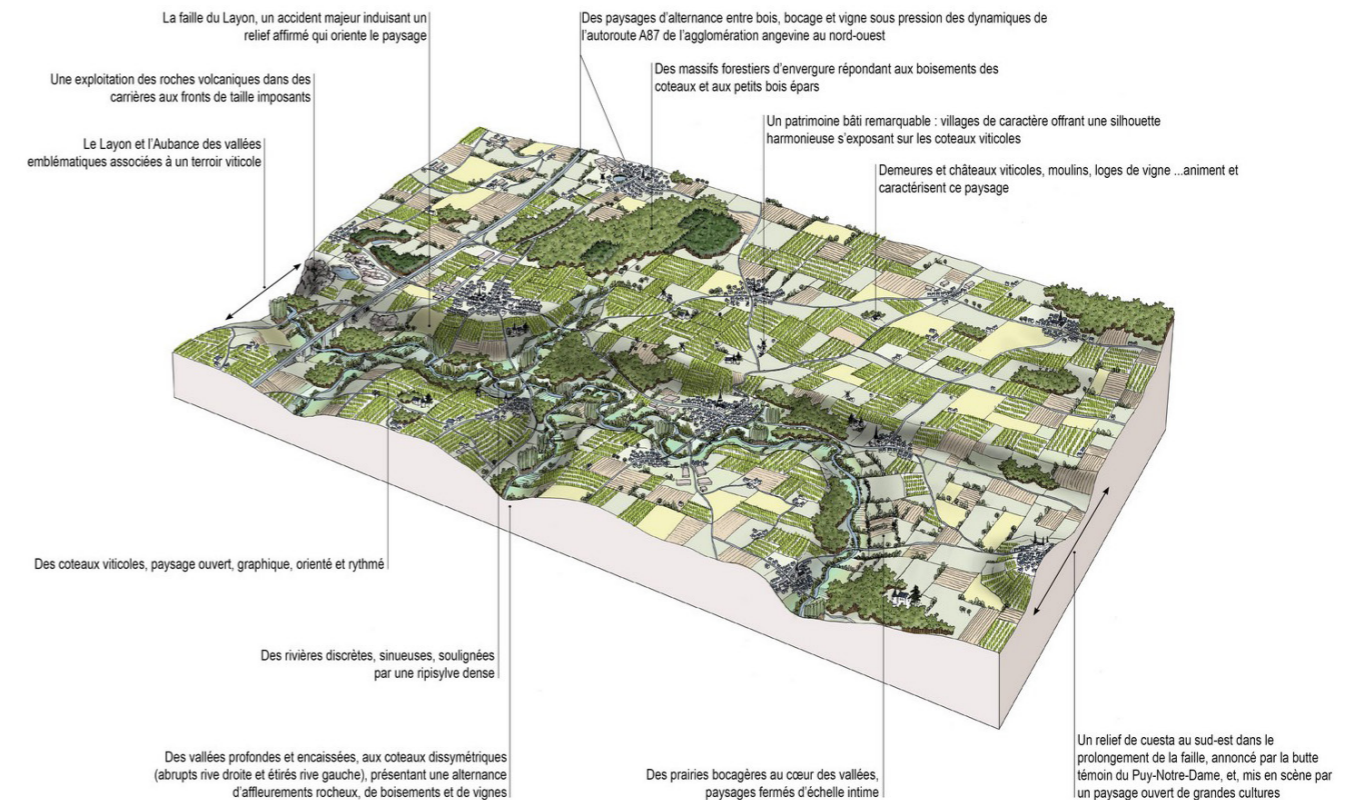 La faille du Layon, un accident majeur induisant un
relief affirmé qui oriente le paysage
Des paysages d’alternance entre bois, bocage et vigne sous pression des dynamiques de
l’autoroute A87 de l’agglomération angevine au nord-ouest
Une exploitation des roches volcaniques dans des
carrières aux fronts de taille imposants
Des massifs forestiers d’envergure répondant aux boisements des
coteaux et aux petits bois épars
Le Layon et l’Aubance des vallées
emblématiques associées à un terroir viticole
Un patrimoine bâti remarquable : villages de caractère offrant une silhouette
harmonieuse s’exposant sur les coteaux viticoles
Demeures et châteaux viticoles, moulins, loges de vigne ...animent et
caractérisent ce paysage
Des coteaux viticoles, paysage ouvert, graphique, orienté et rythmé
Des rivières discrètes, sinueuses, soulignées
par une ripisylve dense
Des vallées profondes et encaissées, aux coteaux dissymétriques
(abrupts rive droite et étirés rive gauche), présentant une alternance
d’affleurements rocheux, de boisements et de vignes
Des prairies bocagères au cœur des vallées,
paysages fermés d’échelle intime
Un relief de cuesta au sud-est dans le
prolongement de la faille, annoncé par la butte
témoin du Puy-Notre-Dame, et, mis en scène par
un paysage ouvert de grandes cultures